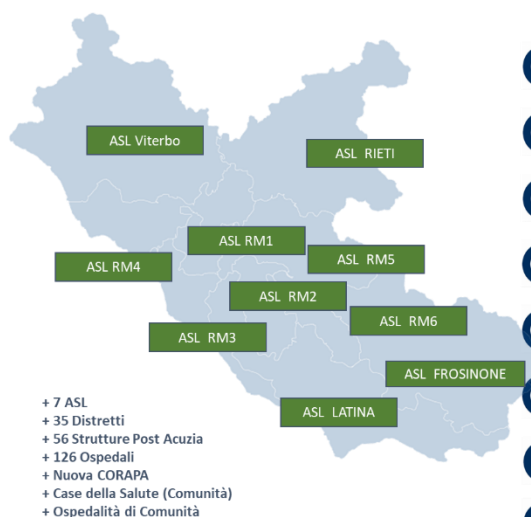 ASL Viterbo
ASL RIETI
ASL RM1
ASL RM4
ASL RM5
ASL RM2
ASL RM6
ASL RM3
ASL FROSINONE
ASL LATINA
+ 7 ASL
+ 35 Distretti
+ 56 Strutture Post Acuzia
+ 126 Ospedali
+ Nuova CORAPA
+ Case della Salute (Comunità)
+ Ospedalità di Comunità